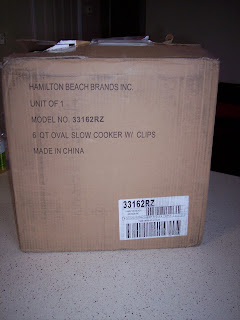 HAMILTON BEACH BRANDS INC.
UNIT OF 1
MODEL NO. 33162RZ
6 QT OVAL SLOW COOKER W/ CLIPS
MADE IN CHINA
33162RZ